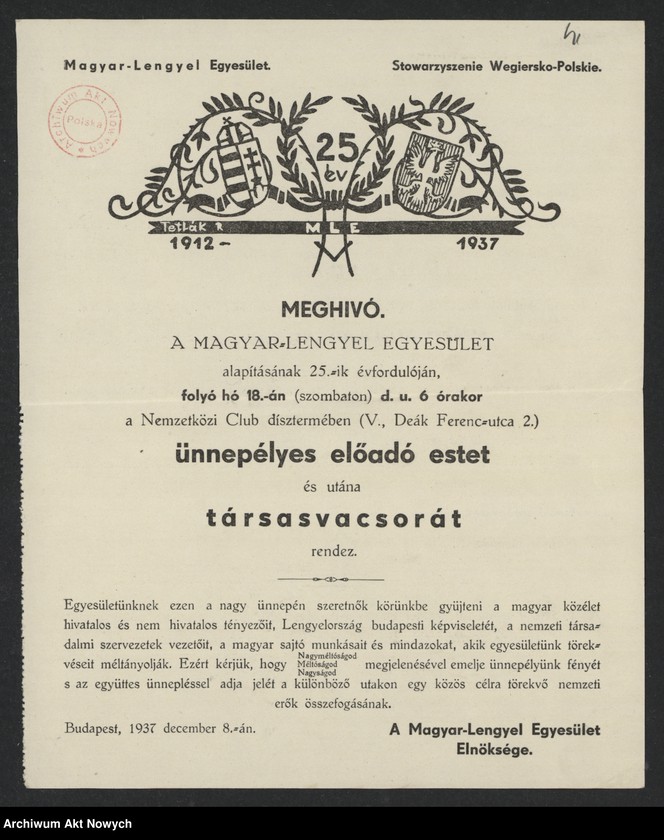 Magyar-Lengyel Egyesület.
Stowarzyszenie Wegiersko-Polskie.
Archiwum Akt Nowych
Polska
25
év
Tetlák R
M L E
1912 –
1937
MEGHIVÓ.
A MAGYAR-LENGYEL EGYESÜLET
alapításának 25.-ik évfordulóján,
folyó hó 18.-án (szombaton) d. u. 6 órakor
a Nemzetközi Club dísztermében (V., Deák Ferenc-utca 2.)
ünnepélyes előadó estet
és utána
társasvacsorát
rendez.
Egyesületünknek ezen a nagy ünnepén szeretnők körünkbe gyüjteni a magyar közélet
hivatalos és nem hivatalos tényezőit, Lengyelország budapesti képviseletét, a nemzeti társa-
dalmi szervezetek vezetőit, a magyar sajtó munkásait és mindazokat, akik egyesületünk törek-
véseit méltányolják. Ezért kérjük, hogy Nagyméltóságod Méltóságod Nagyságod megjelenésével emelje ünnepélyünk fényét
s az együttes ünnepléssel adja jelét a különböző utakon egy közös célra törekvő nemzeti
erők összefogásának.
Budapest, 1937 december 8.-án.
A Magyar-Lengyel Egyesület
Elnöksége.
Archiwum Akt Nowych